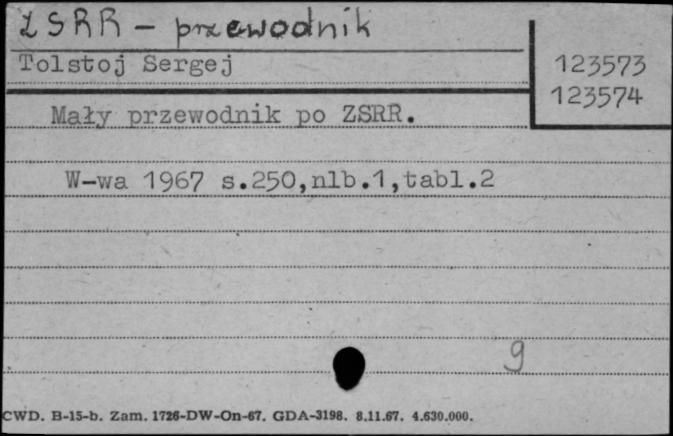 ZSRR - przewodnik
Tolstoj Sergej
123573
123574
Mały przewodnik po ZSRR.
W-wa 1967 s.250,nlb.1,tabl.2
9
CWD. B-15-b. Zam. 1726-DW-On-67. GDA-3198. 8.11.67. 4.630.000.